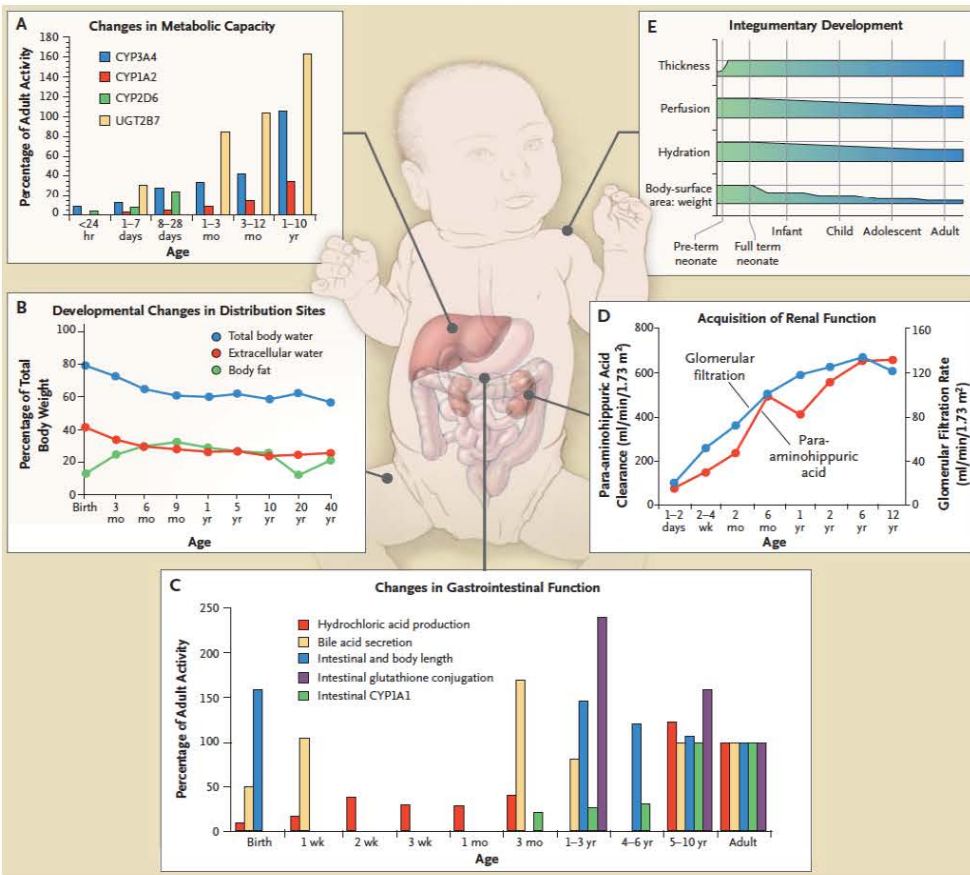 A
Changes in Metabolic Capacity
Percentage of Adult Activity
180
160
140
120
100
80
60
40
20
0
CYP3A4
CYP1A2
CYP2D6
UGT2B7
<24
hr
1–7
days
8–28
days
1–3
mo
3–12
mo
1–10
yr
Age
E
Integumentary Development
Thickness
Perfusion
Hydration
Body-surface
area: weight
Pre-term
neonate
Full term
neonate
Infant
Child
Adolescent
Adult
B
Developmental Changes in Distribution Sites
Percentage of Total
Body Weight
100
80
60
40
20
0
Total body water
Extracellular water
Body fat
Birth
3
mo
6
mo
9
mo
1
yr
5
yr
10
yr
20
yr
40
yr
Age
D
Acquisition of Renal Function
Para-aminohippuric Acid
Clearance (ml/min/1.73 m²)
800
600
400
200
0
Glomerular
filtration
Para-
aminohippuric
acid
160
120
80
40
0
Glomerular Filtration Rate
(ml/min/1.73 m²)
1–2
days
2–4
wk
2
mo
6
mo
1
yr
2
yr
6
yr
12
yr
Age
C
Changes in Gastrointestinal Function
Percentage of Adult Activity
250
200
150
100
50
0
Hydrochloric acid production
Bile acid secretion
Intestinal and body length
Intestinal glutathione conjugation
Intestinal CYP1A1
Birth
1 wk
2 wk
3 wk
1 mo
3 mo
1–3 yr
4–6 yr
5–10 yr
Adult
Age